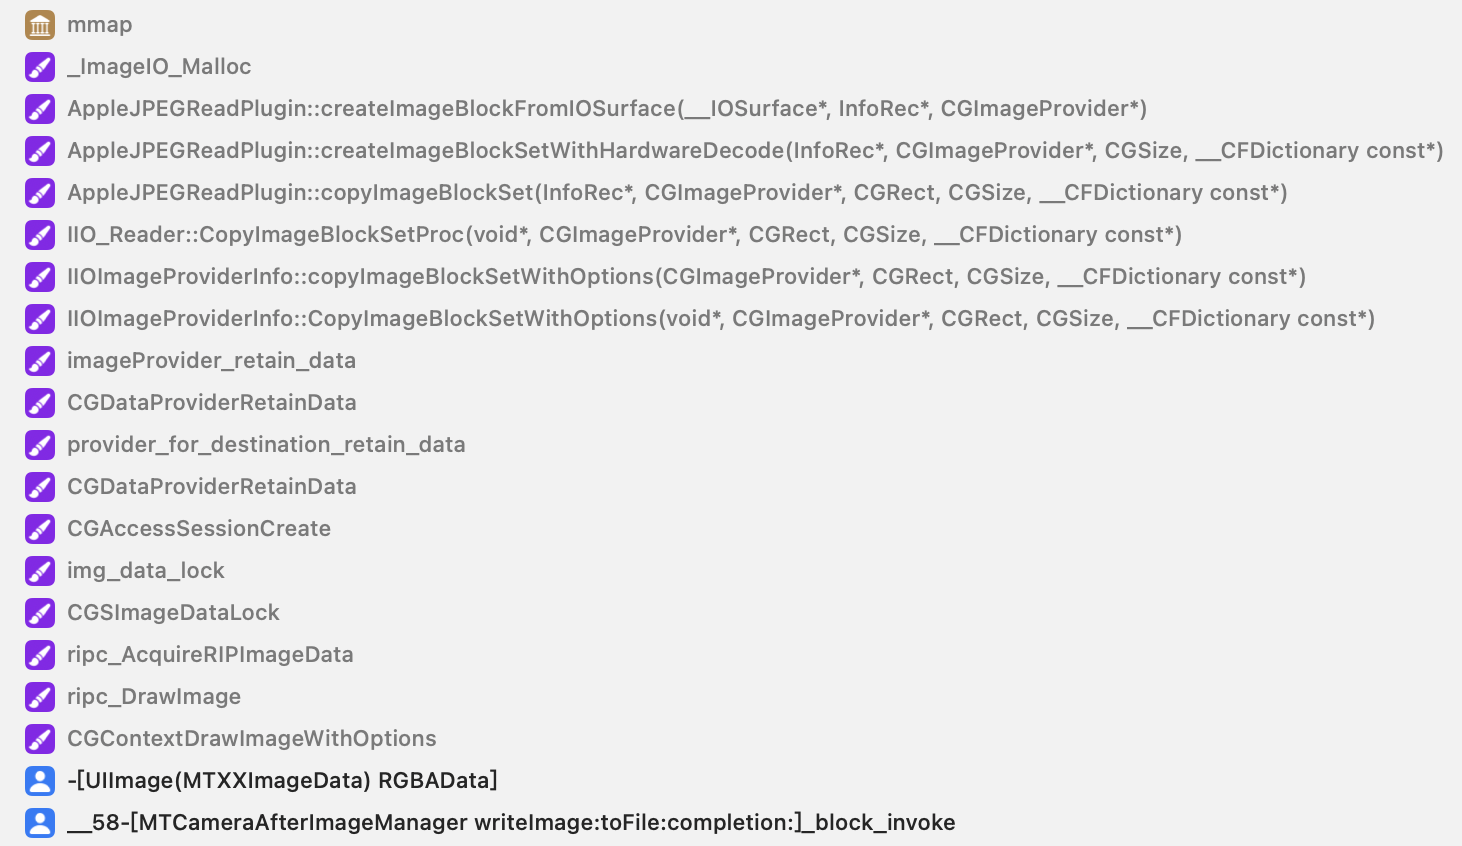 mmap
_ImageIO_Malloc
AppleJPEGReadPlugin::createImageBlockFromIOSurface(__IOSurface*, InfoRec*, CGImageProvider*)
AppleJPEGReadPlugin::createImageBlockSetWithHardwareDecode(InfoRec*, CGImageProvider*, CGSize, __CFDictionary const*)
AppleJPEGReadPlugin::copyImageBlockSet(InfoRec*, CGImageProvider*, CGRect, CGSize, __CFDictionary const*)
IIO_Reader::CopyImageBlockSetProc(void*, CGImageProvider*, CGRect, CGSize, __CFDictionary const*)
IIOImageProviderInfo::copyImageBlockSetWithOptions(CGImageProvider*, CGRect, CGSize, __CFDictionary const*)
IIOImageProviderInfo::CopyImageBlockSetWithOptions(void*, CGImageProvider*, CGRect, CGSize, __CFDictionary const*)
imageProvider_retain_data
CGDataProviderRetainData
provider_for_destination_retain_data
CGDataProviderRetainData
CGAccessSessionCreate
img_data_lock
CGSImageDataLock
ripc_AcquireRIPImageData
ripc_DrawImage
CGContextDrawImageWithOptions
-[UIImage(MTXXImageData) RGBAData]
__58-[MTCameraAfterImageManager writeImage:toFile:completion:]_block_invoke